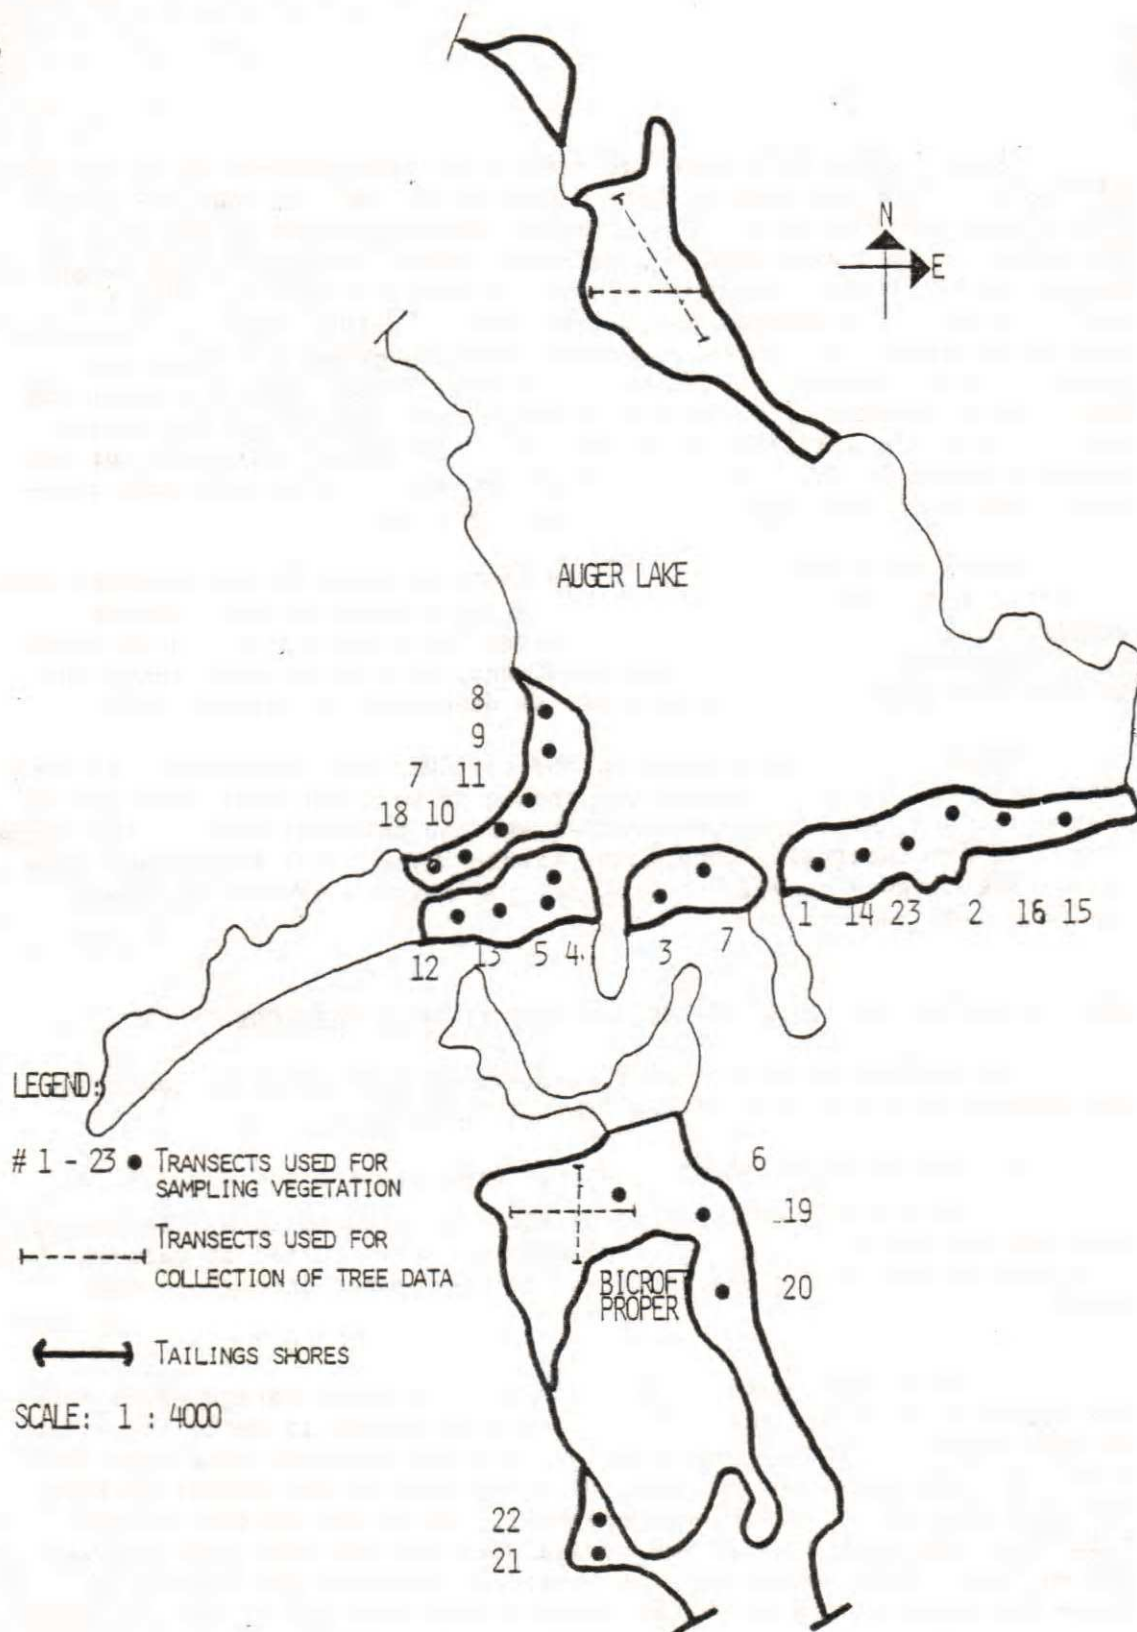 N
E
AUGER LAKE
8
9
7 11
18 10
1 14 23 2 16 15
12 13 5 4 3 7
LEGEND:
# 1 - 23 ● TRANSECTS USED FOR
SAMPLING VEGETATION
TRANSECTS USED FOR
COLLECTION OF TREE DATA
TAILINGS SHORES
SCALE: 1 : 4000
6
19
20
BICROFT
PROPER
22
21